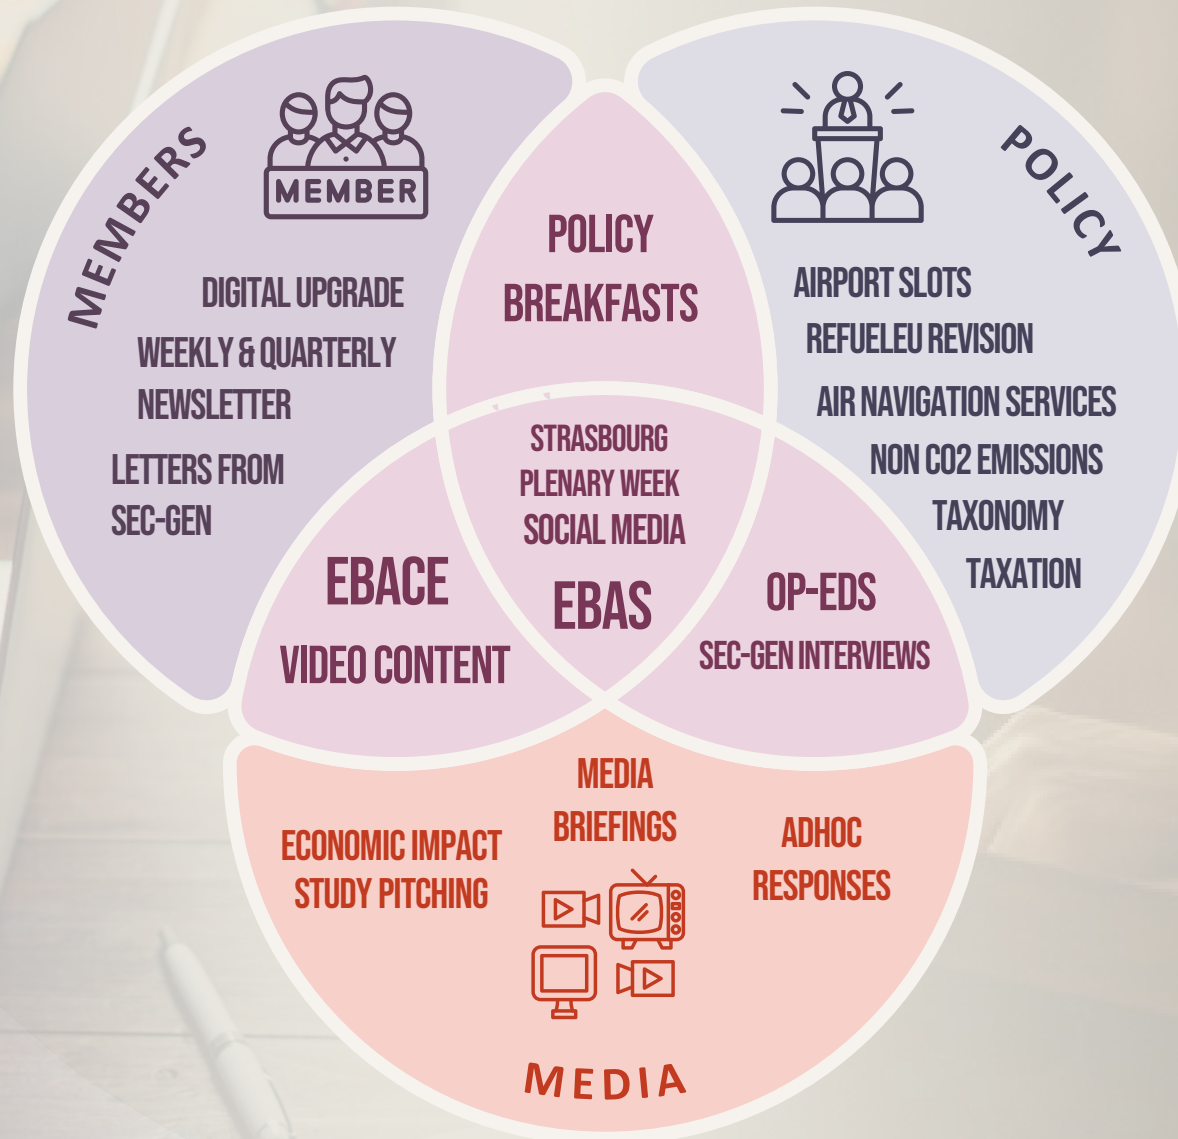 MEMBERS
MEMBER
DIGITAL UPGRADE
WEEKLY & QUARTERLY
NEWSLETTER
LETTERS FROM
SEC-GEN
POLICY
BREAKFASTS
POLICY
AIRPORT SLOTS
REFUELEU REVISION
AIR NAVIGATION SERVICES
NON CO2 EMISSIONS
TAXONOMY
TAXATION
STRASBOURG
PLENARY WEEK
SOCIAL MEDIA
EBAS
EBACE
VIDEO CONTENT
OP-EDS
SEC-GEN INTERVIEWS
MEDIA
BRIEFINGS
ECONOMIC IMPACT
STUDY PITCHING
ADHOC
RESPONSES
MEDIA